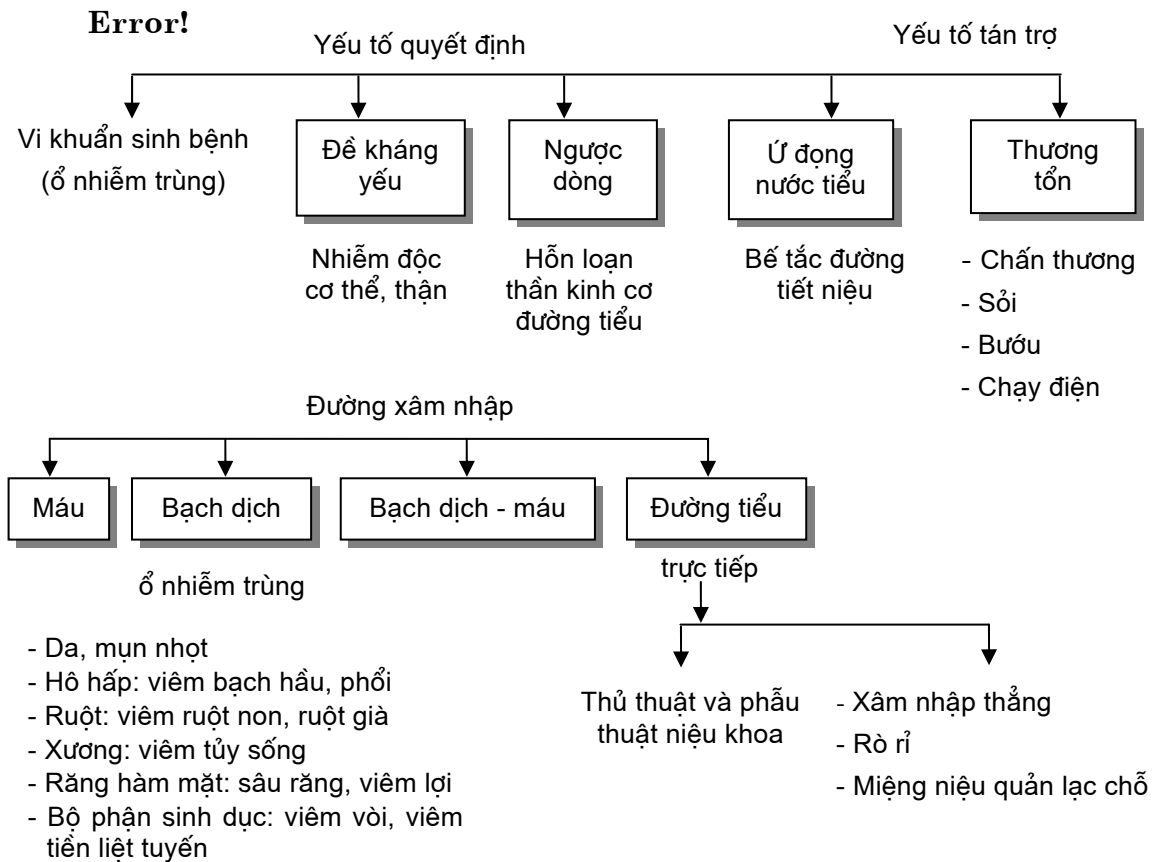 Error!
Yếu tố quyết định
Yếu tố tán trợ
Vi khuẩn sinh bệnh
(ổ nhiễm trùng)
Đề kháng
yếu
Ngược
dòng
Ứ đọng
nước tiểu
Thương
tổn
Nhiễm độc
cơ thể, thận
Hỗn loạn
thần kinh cơ
đường tiểu
Bế tắc đường
tiết niệu
- Chấn thương
- Sỏi
- Bướu
- Chạy điện
Đường xâm nhập
Máu
Bạch dịch
Bạch dịch - máu
Đường tiểu
ổ nhiễm trùng
trực tiếp
- Da, mụn nhọt
- Hô hấp: viêm bạch hầu, phổi
- Ruột: viêm ruột non, ruột già
- Xương: viêm tủy sống
- Răng hàm mặt: sâu răng, viêm lợi
- Bộ phận sinh dục: viêm vòi, viêm
tiền liệt tuyến
Thủ thuật và phẫu
thuật niệu khoa
- Xâm nhập thẳng
- Rò rỉ
- Miệng niệu quản lạc chỗ